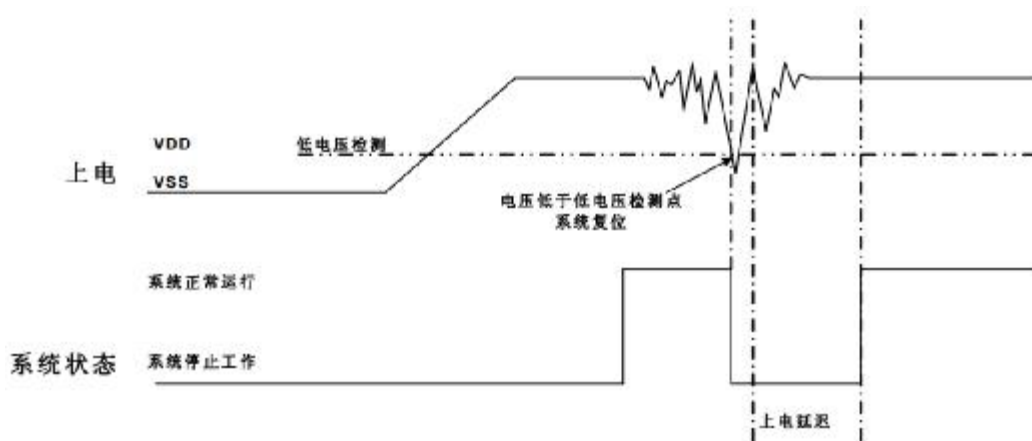 VDD
低电压检测
上电
VSS
电压低于低电压检测点
系统复位
系统正常运行
系统状态
系统停止工作
上电延迟